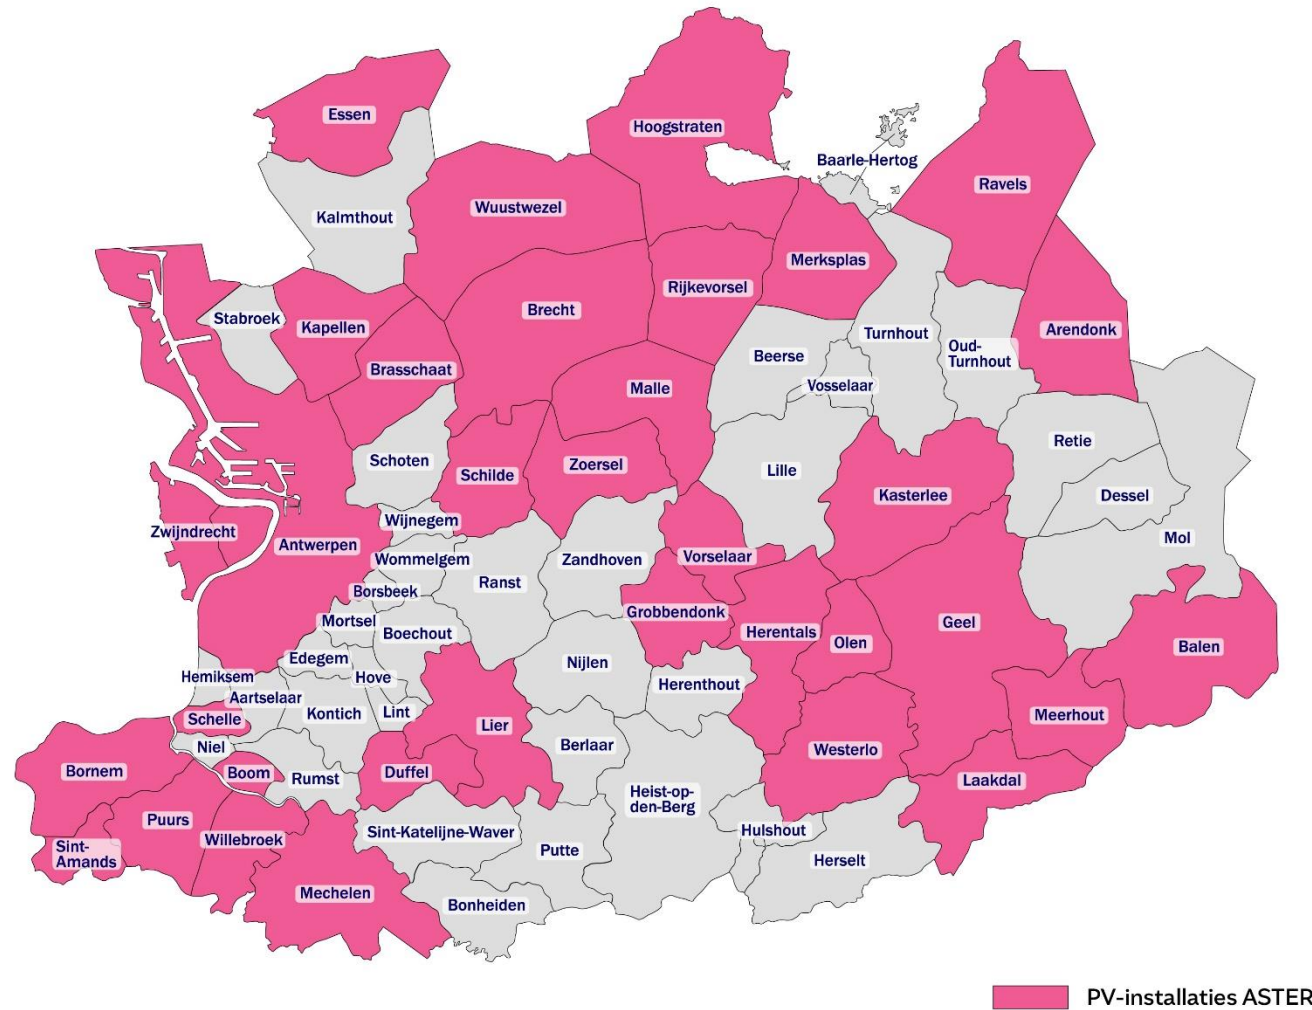 Essen
Hoogstraten
Baarle-Hertog
Ravels
Wuustwezel
Kalmthout
Merksplas
Rijkevorsel
Brecht
Stabroek
Kapellen
Arendonk
Turnhout
Oud-
Turnhout
Beerse
Brasschaat
Vosselaar
Malle
Retie
Schoten
Zoersel
Lille
Schilde
Kasterlee
Dessel
Wijnegem
Zwijndrecht
Antwerpen
Mol
Wommelgem
Zandhoven
Vorselaar
Ranst
Borsbeek
Grobbendonk
Mortsel
Boechout
Geel
Herentals
Olen
Balen
Edegem
Nijlen
Hemiksem
Hove
Herenthout
Aartselaar
Kontich
Lint
Schelle
Lier
Meerhout
Niel
Berlaar
Westerlo
Bornem
Boom
Duffel
Rumst
Laakdal
Heist-op-
den-Berg
Puurs
Hulshout
Sint-Katelijne-Waver
Willebroek
Sint-
Amands
Putte
Herselt
Mechelen
Bonheiden
PV-installaties ASTER